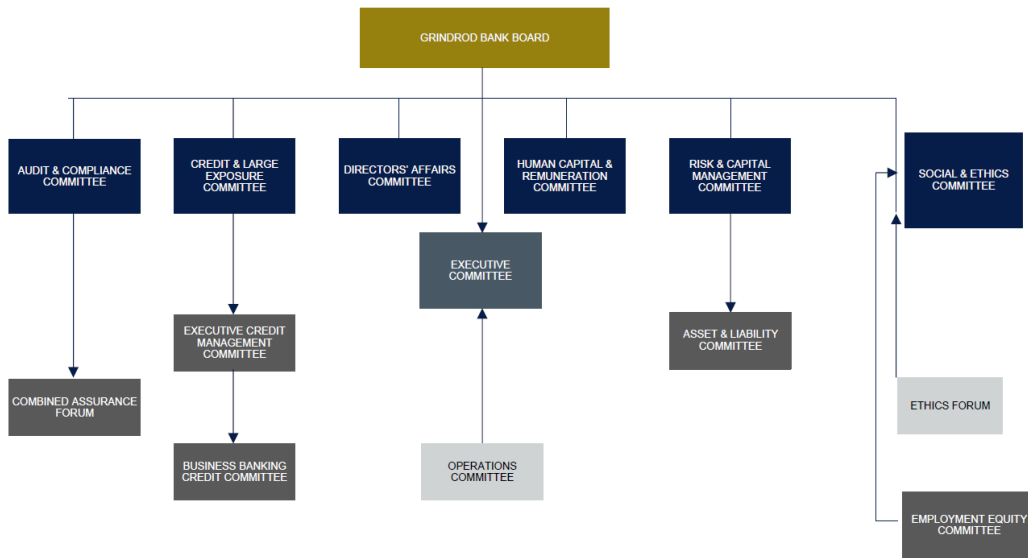 GRINDROD BANK BOARD
AUDIT & COMPLIANCE
COMMITTEE
CREDIT & LARGE
EXPOSURE
COMMITTEE
DIRECTORS' AFFAIRS
COMMITTEE
HUMAN CAPITAL &
REMUNERATION
COMMITTEE
RISK & CAPITAL
MANAGEMENT
COMMITTEE
SOCIAL & ETHICS
COMMITTEE
EXECUTIVE
COMMITTEE
EXECUTIVE CREDIT
MANAGEMENT
COMMITTEE
ASSET & LIABILITY
COMMITTEE
COMBINED ASSURANCE
FORUM
ETHICS FORUM
BUSINESS BANKING
CREDIT COMMITTEE
OPERATIONS
COMMITTEE
EMPLOYMENT EQUITY
COMMITTEE